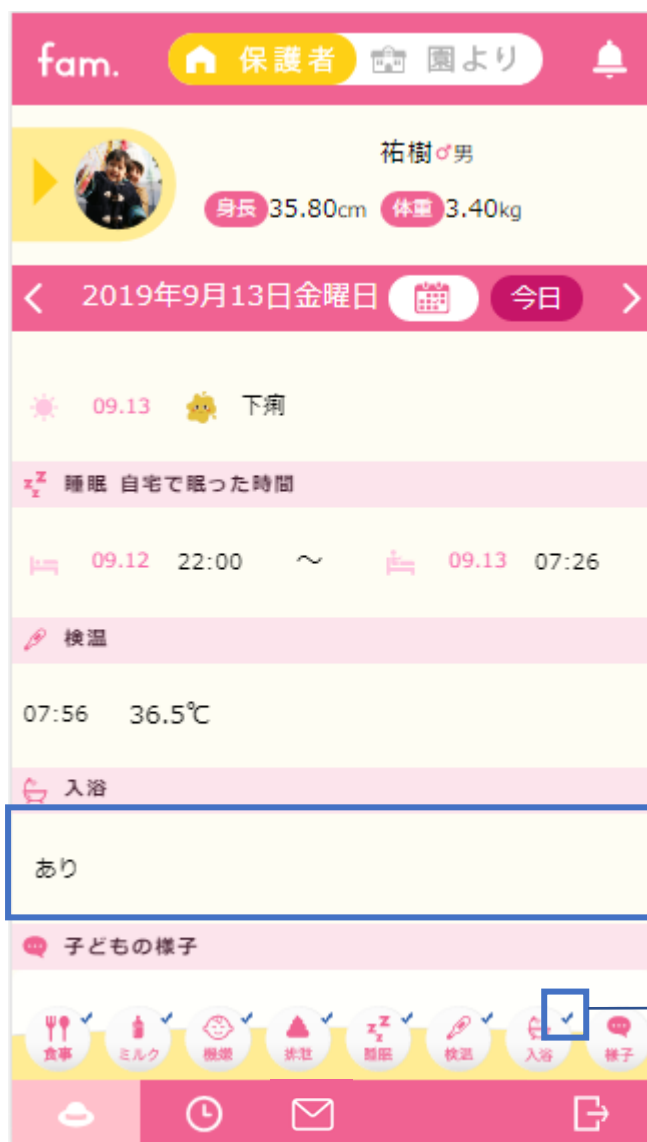 fam. 保護者 園より
祐樹♂男
身長 35.80cm 体重 3.40kg
2019年9月13日金曜日 今日
09.13 下痢
睡眠 自宅で眠った時間
09.12 22:00 ～ 09.13 07:26
検温
07:56 36.5℃
入浴
あり
子どもの様子
食事 ミルク 機嫌 排泄 睡眠 検温 入浴 様子